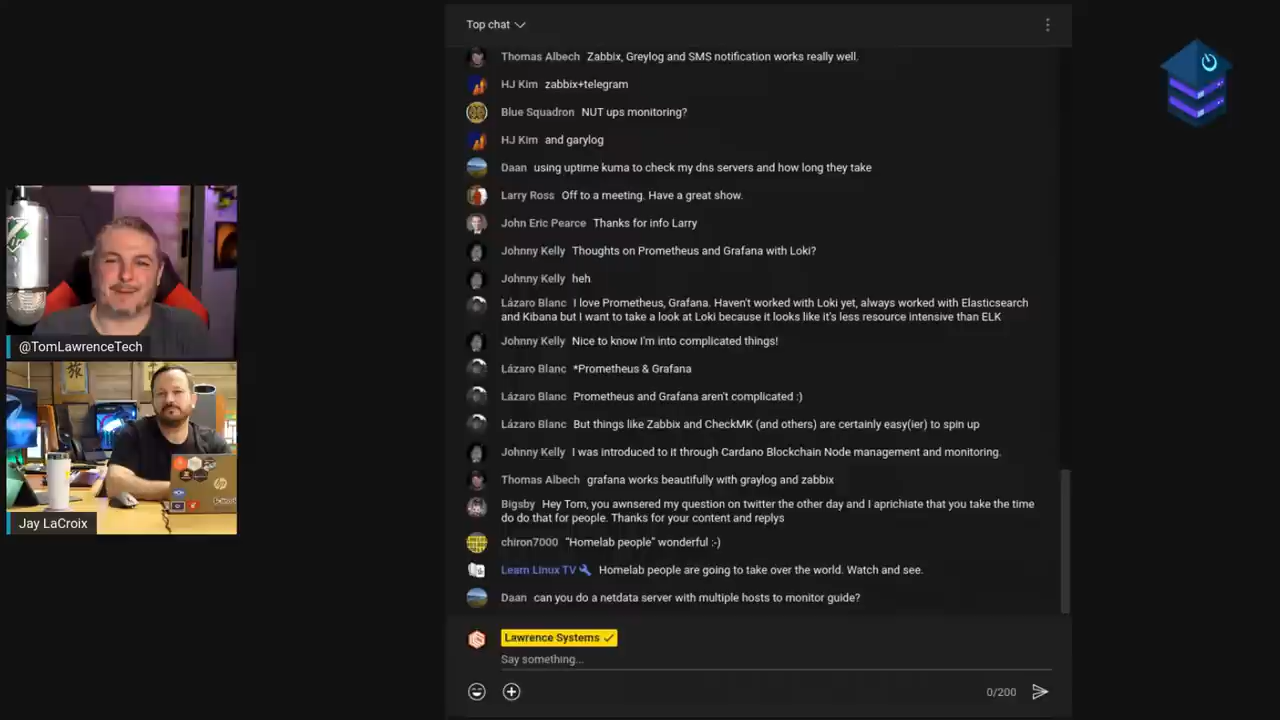 Top chat
Thomas Albech Zabbix, Greylog and SMS notification works really well.
HJ Kim zabbix+telegram
Blue Squadron NUT ups monitoring?
HJ Kim and garylog
Daan using uptime kuma to check my dns servers and how long they take
Larry Ross Off to a meeting. Have a great show.
John Eric Pearce Thanks for info Larry
Johnny Kelly Thoughts on Prometheus and Grafana with Loki?
Johnny Kelly heh
Lázaro Blanc I love Prometheus, Grafana. Haven't worked with Loki yet, always worked with Elasticsearch
and Kibana but I want to take a look at Loki because it looks like it's less resource intensive than ELK
Johnny Kelly Nice to know I'm into complicated things!
Lázaro Blanc *Prometheus & Grafana
Lázaro Blanc Prometheus and Grafana aren't complicated :)
Lázaro Blanc But things like Zabbix and CheckMK (and others) are certainly easy(ier) to spin up
Johnny Kelly I was introduced to it through Cardano Blockchain Node management and monitoring.
Thomas Albech grafana works beautifully with graylog and zabbix
Bigsby Hey Tom, you awnsered my question on twitter the other day and I aprichiate that you take the time
do do that for people. Thanks for your content and replys
chiron7000 "Homelab people" wonderful :-)
Learn Linux TV Homelab people are going to take over the world. Watch and see.
Daan can you do a netdata server with multiple hosts to monitor guide?
Lawrence Systems
Say something...
0/200
@TomLawrenceTech
Jay LaCroix